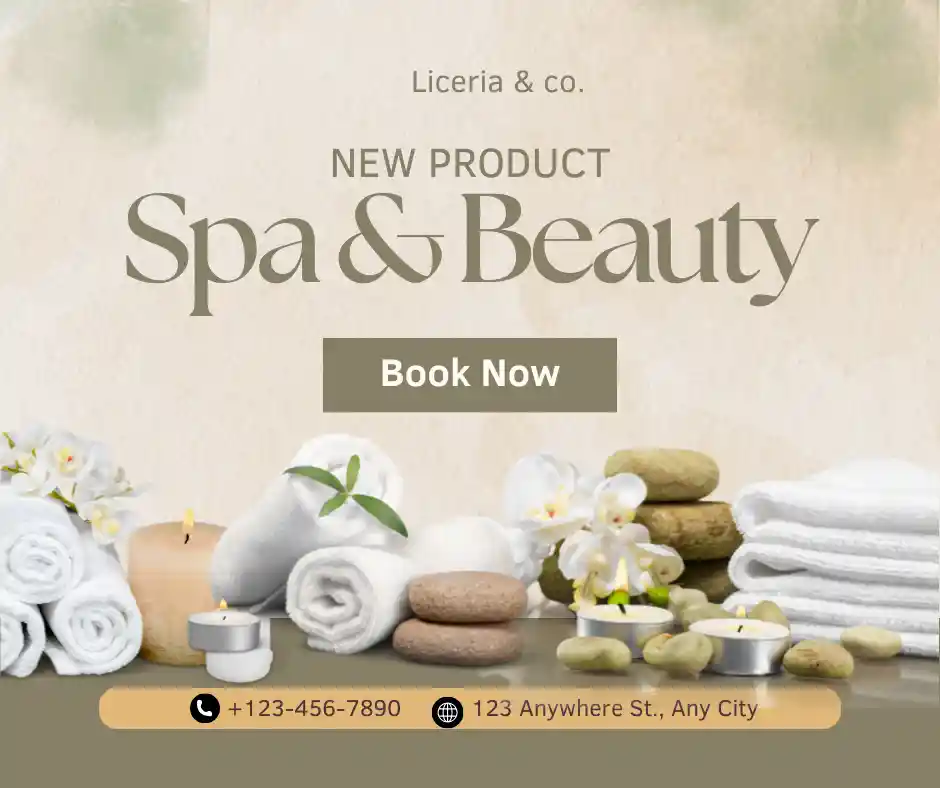 Liceria & co.
NEW PRODUCT
Spa & Beauty
Book Now
+123-456-7890 123 Anywhere St., Any City